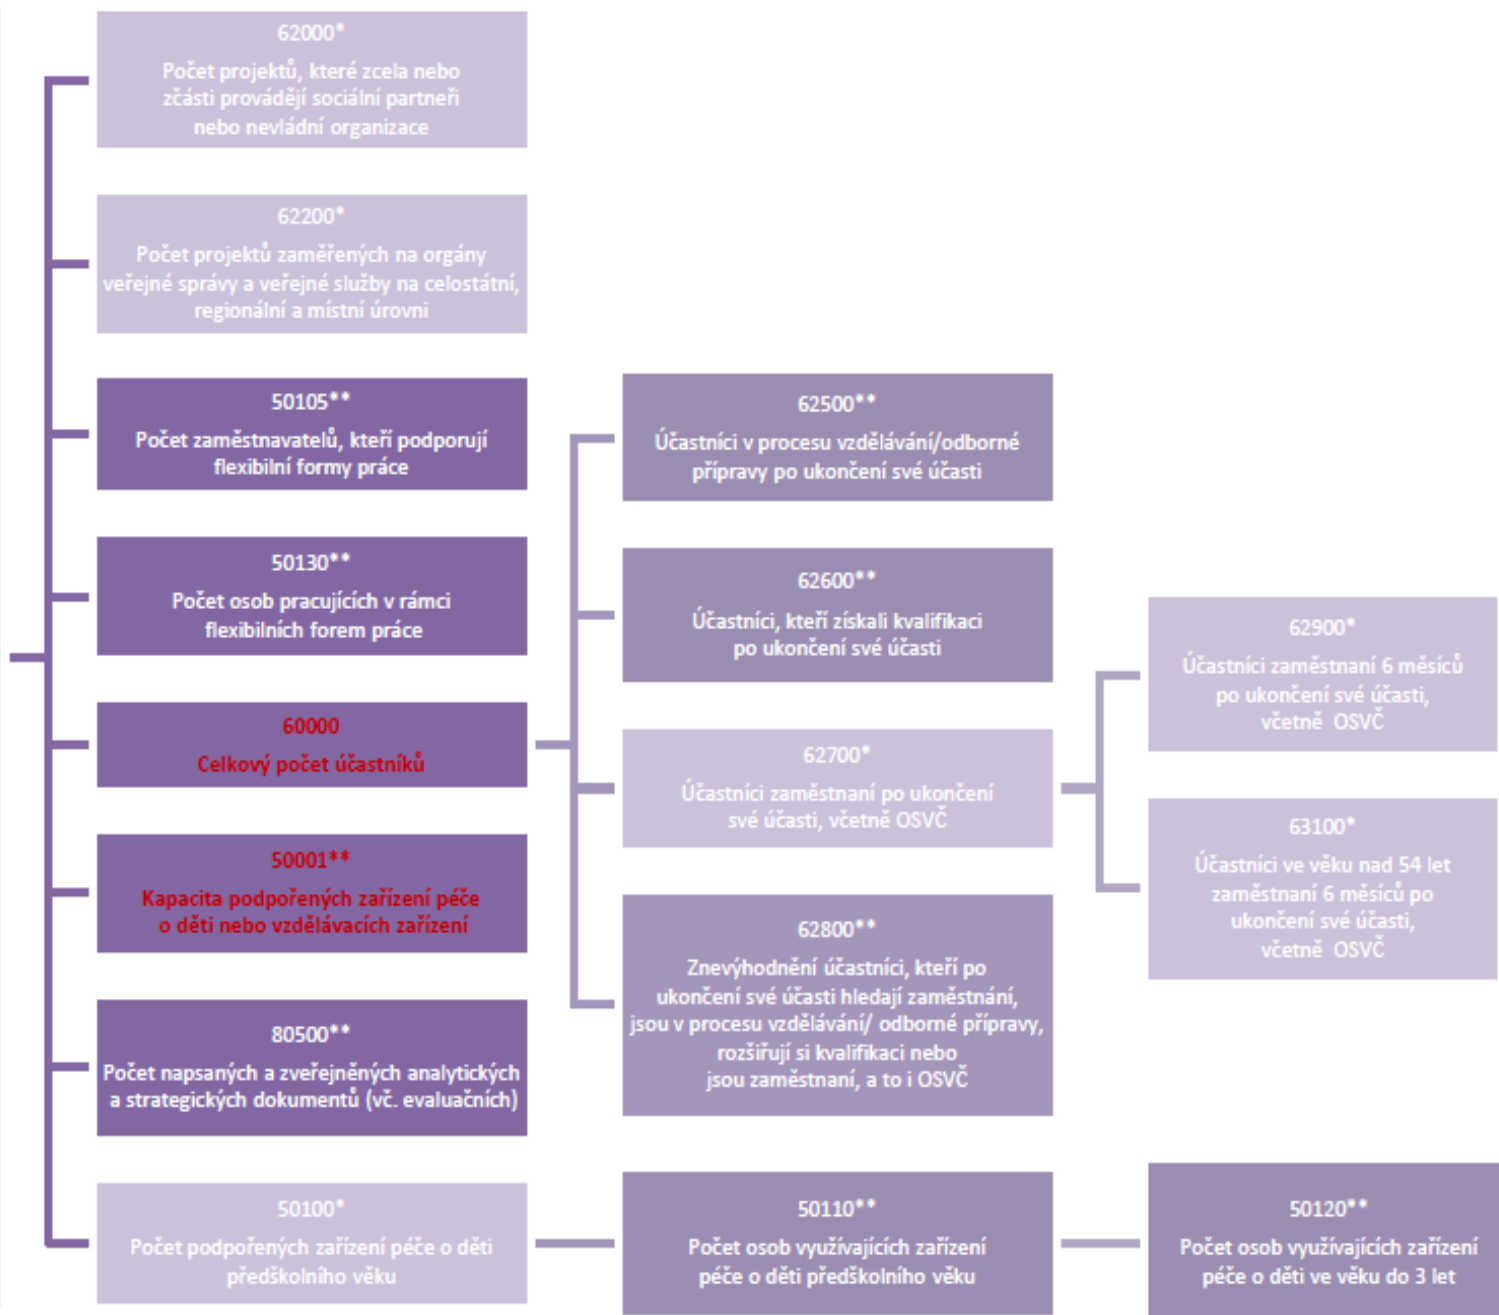 62000*
Počet projektů, které zcela nebo
zčásti provádějí sociální partneři
nebo nevládní organizace
62200*
Počet projektů zaměřených na orgány
veřejné správy a veřejné služby na celostátní,
regionální a místní úrovni
50105**
Počet zaměstnavatelů, kteří podporují
flexibilní formy práce
50130**
Počet osob pracujících v rámci
flexibilních forem práce
60000
Celkový počet účastníků
50001**
Kapacita podpořených zařízení péče
o děti nebo vzdělávacích zařízení
80500**
Počet napsaných a zveřejněných analytických
a strategických dokumentů (vč. evaluačních)
50100*
Počet podpořených zařízení péče o děti
předškolního věku
62500**
Účastníci v procesu vzdělávání/odborné
přípravy po ukončení své účasti
62600**
Účastníci, kteří získali kvalifikaci
po ukončení své účasti
62700*
Účastníci zaměstnaní po ukončení
své účasti, včetně OSVČ
62800**
Znevýhodnění účastníci, kteří po
ukončení své účasti hledají zaměstnání,
jsou v procesu vzdělávání/ odborné přípravy,
rozšiřují si kvalifikaci nebo
jsou zaměstnaní, a to i OSVČ
50110**
Počet osob využívajících zařízení
péče o děti předškolního věku
62900*
Účastníci zaměstnaní 6 měsíců
po ukončení své účasti,
včetně OSVČ
63100*
Účastníci ve věku nad 54 let
zaměstnaní 6 měsíců po
ukončení své účasti,
včetně OSVČ
50120**
Počet osob využívajících zařízení
péče o děti ve věku do 3 let